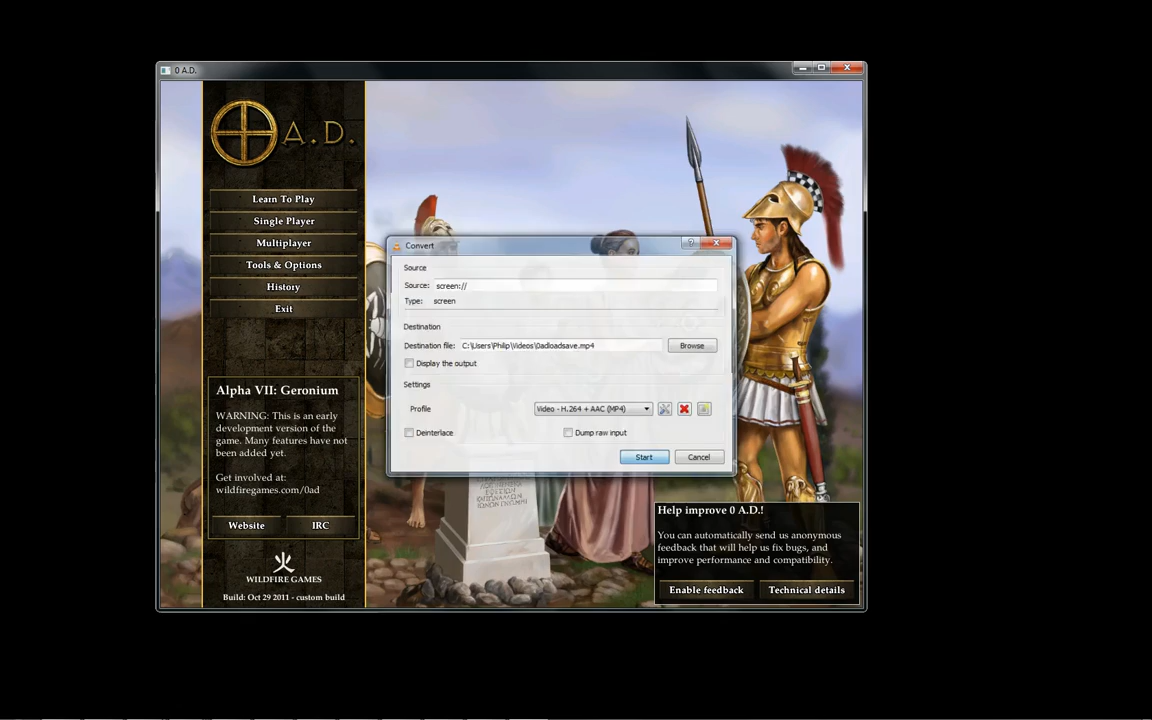 0 A.D.
A.D.
Learn To Play
Single Player
Multiplayer
Tools & Options
History
Exit
Alpha VII: Geronium
WARNING: This is an early
development version of the
game. Many features have not
been added yet.
Get involved at:
wildfiregames.com/0ad
Website
IRC
WILDFIRE GAMES
Build: Oct 29 2011 - custom build
Convert
Source
Source: screen://
Type: screen
Destination
Destination file: C:\Users\Philip\Videos\0adloadsave.mp4
Browse
Display the output
Settings
Profile
Video - H.264 + AAC (MP4)
Deinterlace
Dump raw input
Start
Cancel
Help improve 0 A.D.!
You can automatically send us anonymous
feedback that will help us fix bugs, and
improve performance and compatibility.
Enable feedback
Technical details